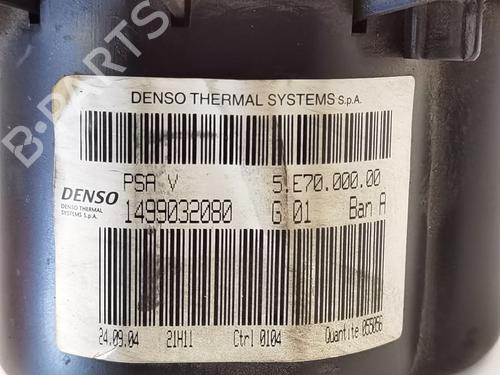 B-PARTS
DENSO THERMAL SYSTEMS S.p.A.
PSA V 5.E70.000.00
DENSO 1499032080 G 01 Ban A
DENSO THERMAL
SYSTEMS S.p.A.
24.09.04 21H11 Ctrl 0104 Quantite 055056